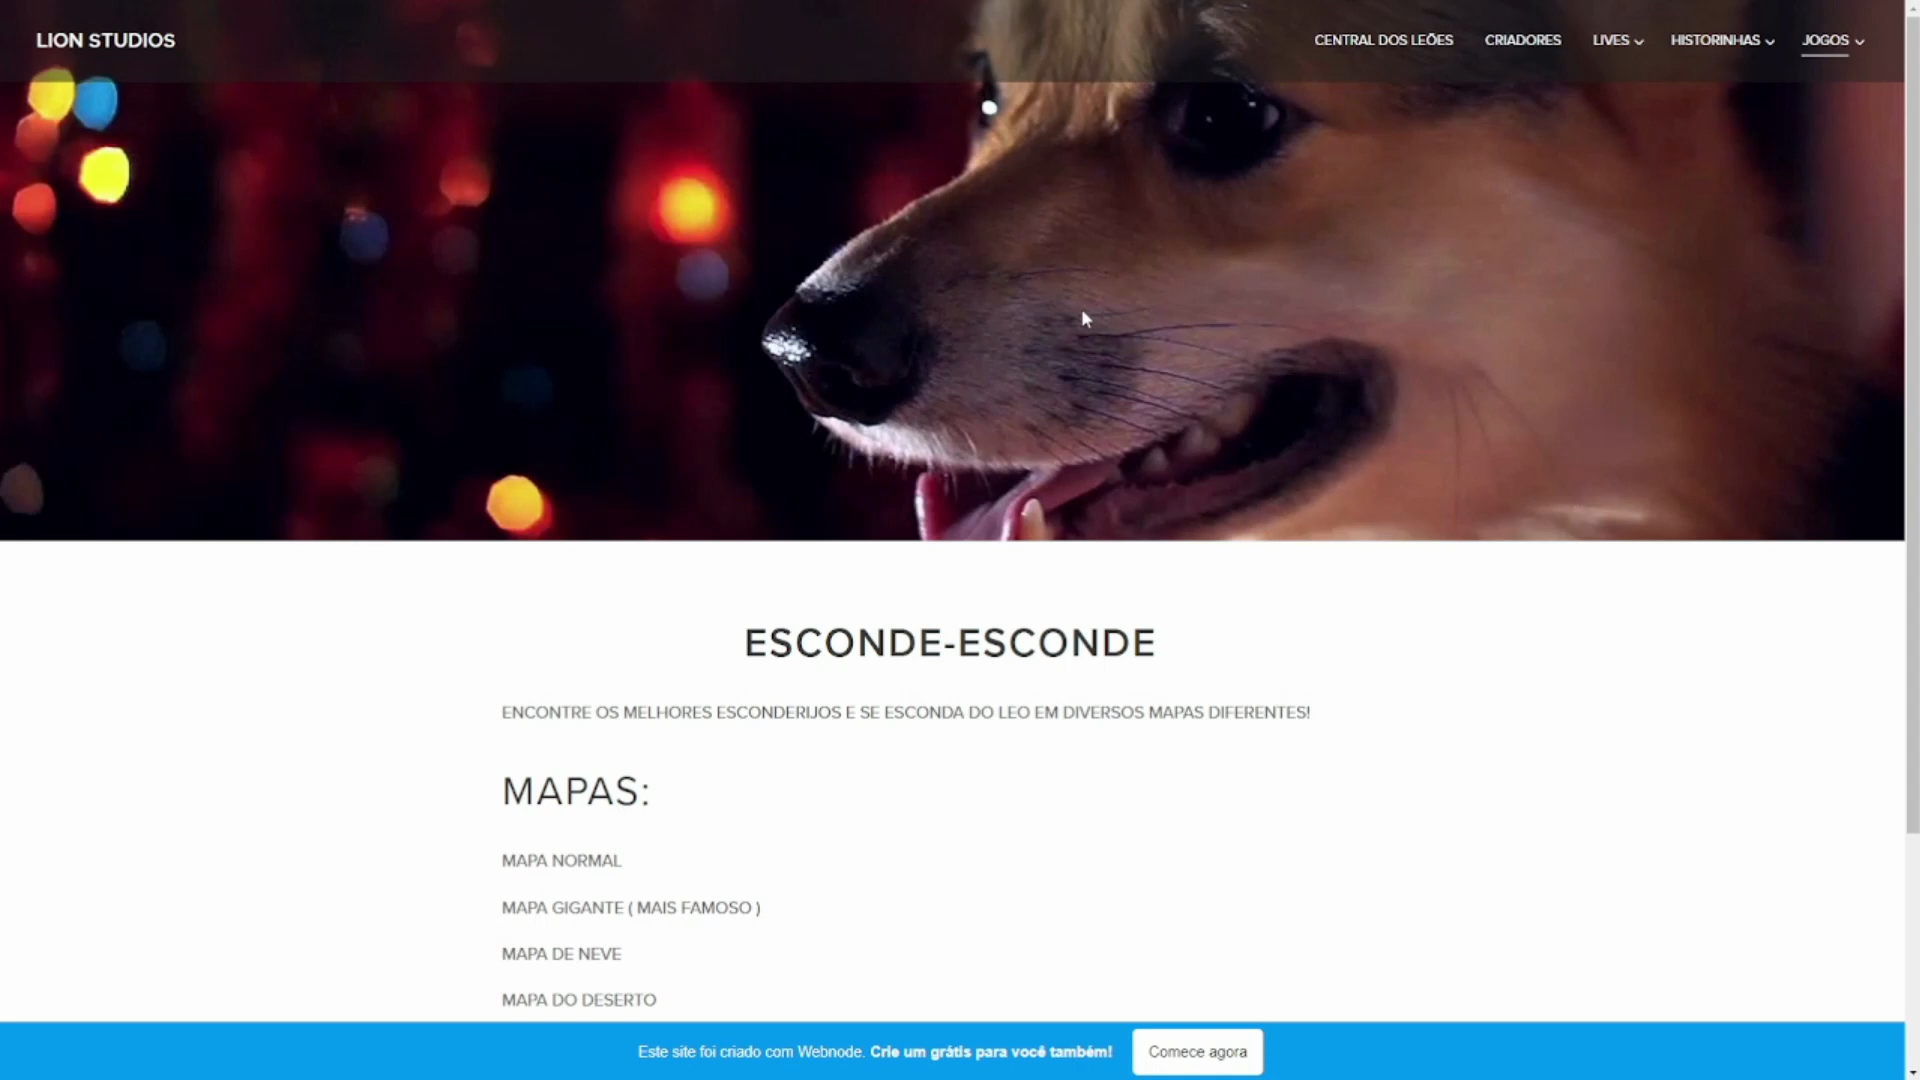 LION STUDIOS
CENTRAL DOS LEÕES CRIADORES LIVES HISTORINHAS JOGOS
ESCONDE-ESCONDE
ENCONTRE OS MELHORES ESCONDERIJOS E SE ESCONDA DO LEO EM DIVERSOS MAPAS DIFERENTES!
MAPAS:
MAPA NORMAL
MAPA GIGANTE ( MAIS FAMOSO )
MAPA DE NEVE
MAPA DO DESERTO
Este site foi criado com Webnode. Crie um grátis para você também! Comece agora